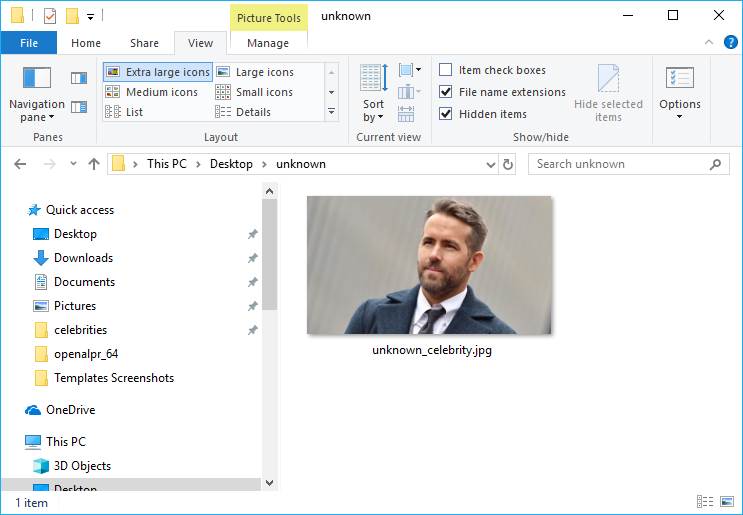 Picture Tools unknown
File Home Share View Manage
Navigation pane
Extra large icons Large icons
Medium icons Small icons
List Details
Sort by
Item check boxes
File name extensions
Hidden items
Hide selected items
Options
Panes Layout Current view Show/hide
This PC Desktop unknown
Search unknown
Quick access
Desktop
Downloads
Documents
Pictures
celebrities
openalpr_64
Templates Screenshots
OneDrive
This PC
3D Objects
Desktop
unknown_celebrity.jpg
1 item